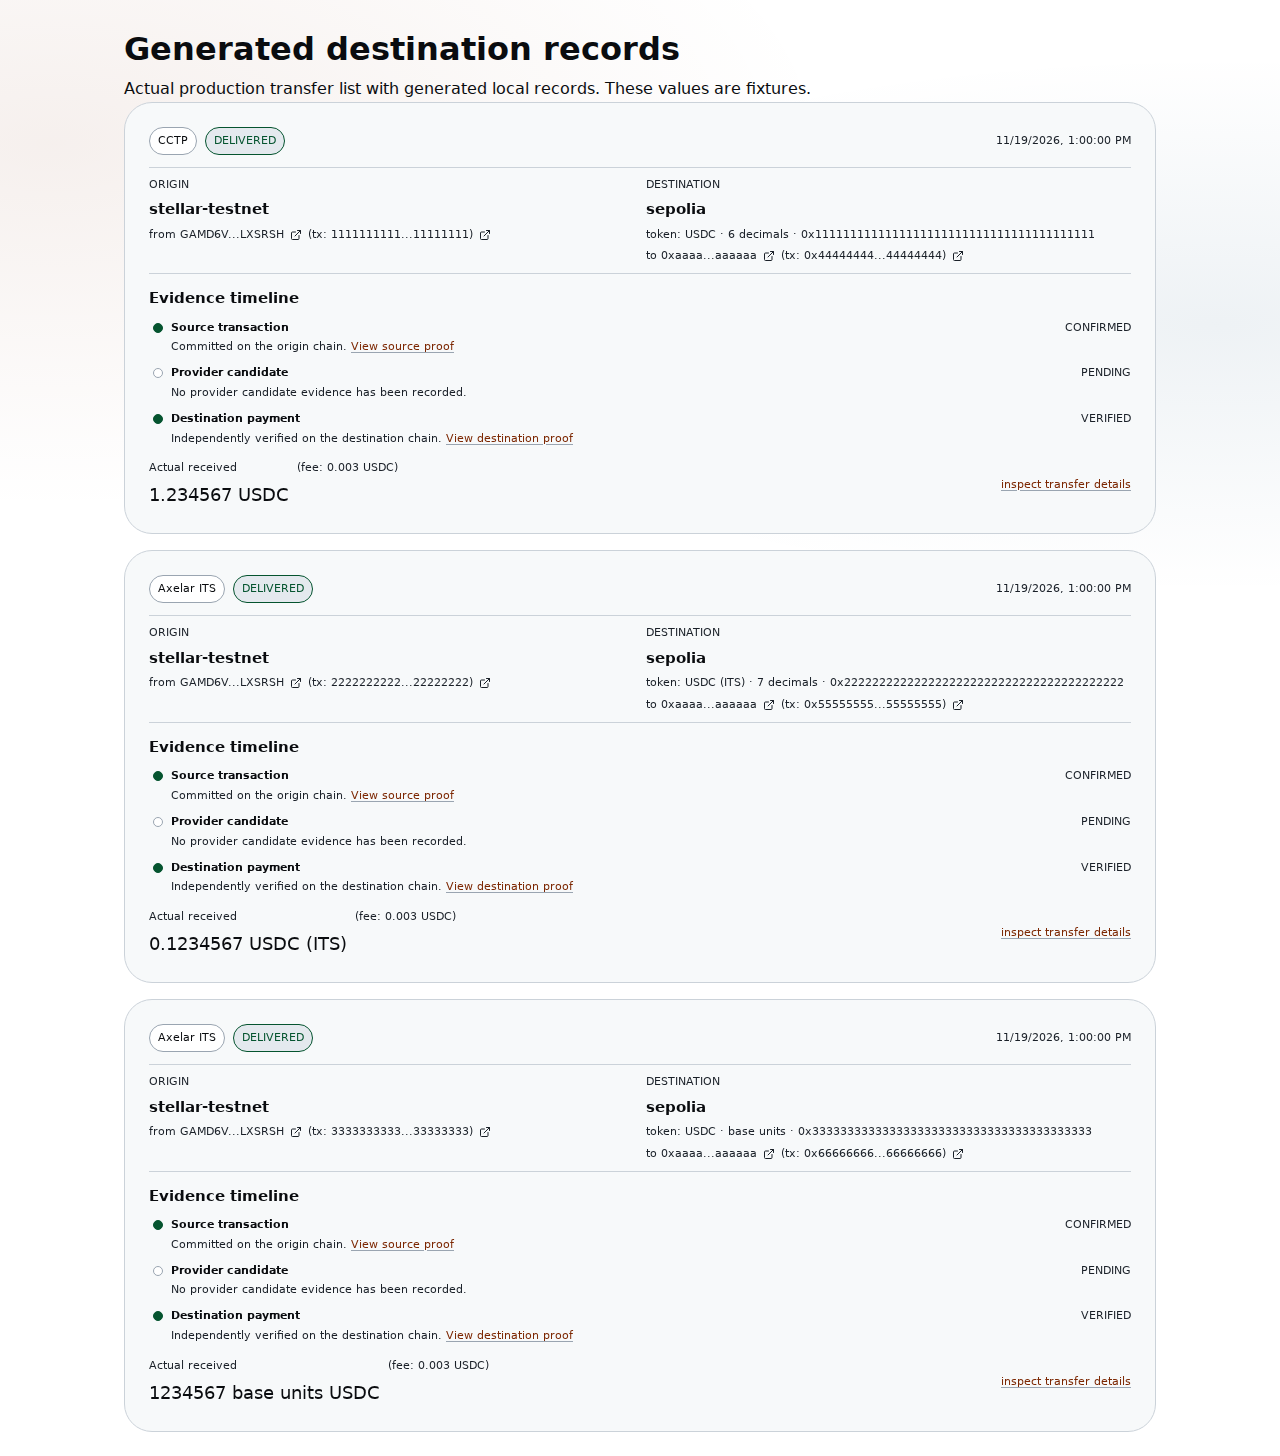 Generated destination records
Actual production transfer list with generated local records. These values are fixtures.
CCTP DELIVERED 11/19/2026, 1:00:00 PM
ORIGIN DESTINATION
stellar-testnet sepolia
from GAMD6V...LXSRSH (tx: 1111111111...11111111) token: USDC · 6 decimals · 0x1111111111111111111111111111111111111111
to 0xaaaa...aaaaaa (tx: 0x44444444...44444444)
Evidence timeline
Source transaction CONFIRMED
Committed on the origin chain. View source proof
Provider candidate PENDING
No provider candidate evidence has been recorded.
Destination payment VERIFIED
Independently verified on the destination chain. View destination proof
Actual received (fee: 0.003 USDC)
1.234567 USDC inspect transfer details
Axelar ITS DELIVERED 11/19/2026, 1:00:00 PM
ORIGIN DESTINATION
stellar-testnet sepolia
from GAMD6V...LXSRSH (tx: 2222222222...22222222) token: USDC (ITS) · 7 decimals · 0x2222222222222222222222222222222222222222
to 0xaaaa...aaaaaa (tx: 0x55555555...55555555)
Evidence timeline
Source transaction CONFIRMED
Committed on the origin chain. View source proof
Provider candidate PENDING
No provider candidate evidence has been recorded.
Destination payment VERIFIED
Independently verified on the destination chain. View destination proof
Actual received (fee: 0.003 USDC)
0.1234567 USDC (ITS) inspect transfer details
Axelar ITS DELIVERED 11/19/2026, 1:00:00 PM
ORIGIN DESTINATION
stellar-testnet sepolia
from GAMD6V...LXSRSH (tx: 3333333333...33333333) token: USDC · base units · 0x3333333333333333333333333333333333333333
to 0xaaaa...aaaaaa (tx: 0x66666666...66666666)
Evidence timeline
Source transaction CONFIRMED
Committed on the origin chain. View source proof
Provider candidate PENDING
No provider candidate evidence has been recorded.
Destination payment VERIFIED
Independently verified on the destination chain. View destination proof
Actual received (fee: 0.003 USDC)
1234567 base units USDC inspect transfer details